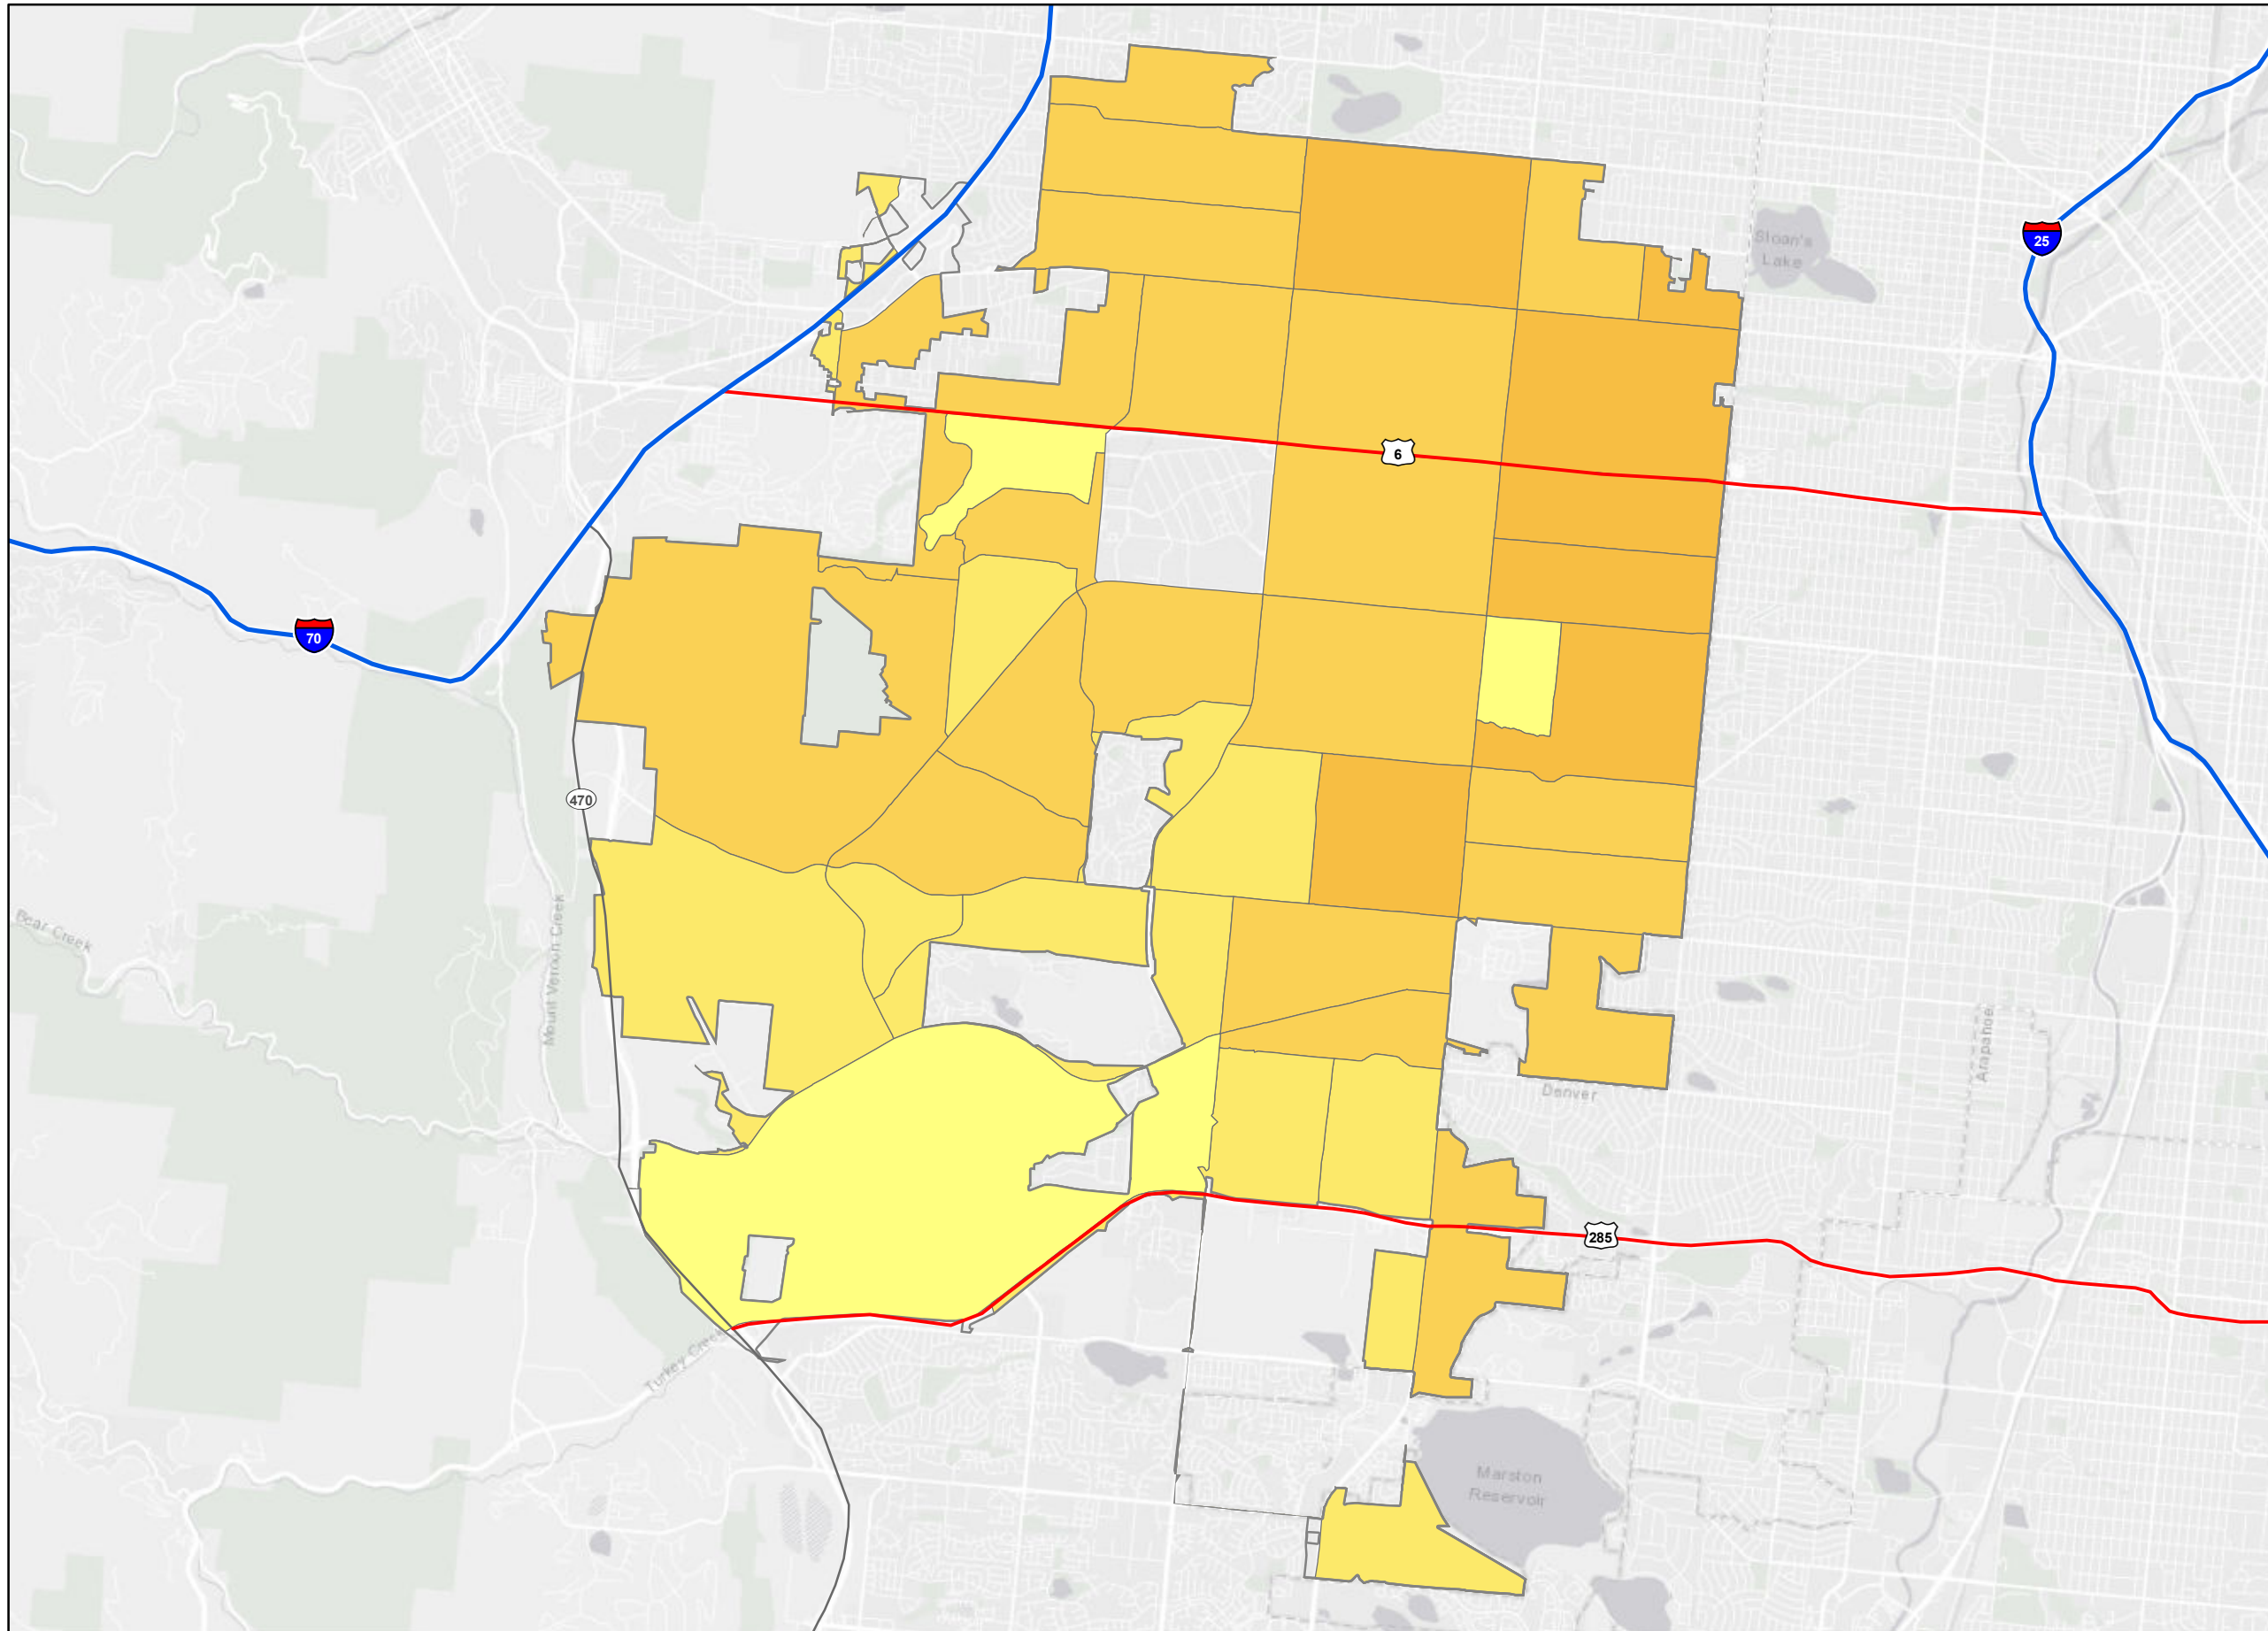 Sloan's
Lake
25
6
70
470
Bear Creek
Mount Vernon Creek
Arapahoe
Denver
285
Turkey Creek
Marston
Reservoir